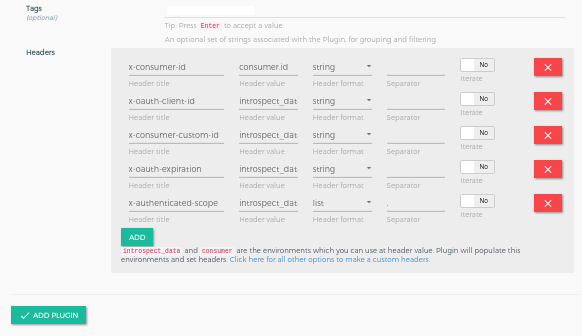 Tags
(optional)
Tip: Press Enter to accept a value.
An optional set of strings associated with the Plugin, for grouping and filtering.
Headers
x-consumer-id consumer.id string No
Header title Header value Header format Separator Iterate
x-oauth-client-id introspect_dat string No
Header title Header value Header format Separator Iterate
x-consumer-custom-id introspect_dat string No
Header title Header value Header format Separator Iterate
x-oauth-expiration introspect_dat string No
Header title Header value Header format Separator Iterate
x-authenticated-scope introspect_dat list , No
Header title Header value Header format Separator Iterate
ADD
introspect_data and consumer are the environments which you can use at header value. Plugin will populate this
environments and set headers. Click here for all other options to make a custom headers.
ADD PLUGIN